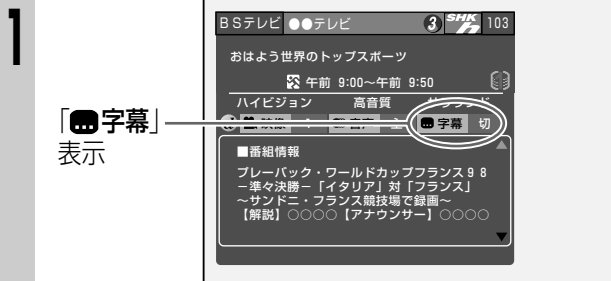 1
BSテレビ ●●テレビ 3 SHK h 103
おはよう世界のトップスポーツ
午前 9:00~午前 9:50
ハイビジョン 高音質
「字幕」
表示
字幕 切
■番組情報
プレーバック・ワールドカップフランス98
−準々決勝−「イタリア」対「フランス」
~サンドニ・フランス競技場で録画~
【解説】○○○○【アナウンサー】○○○○